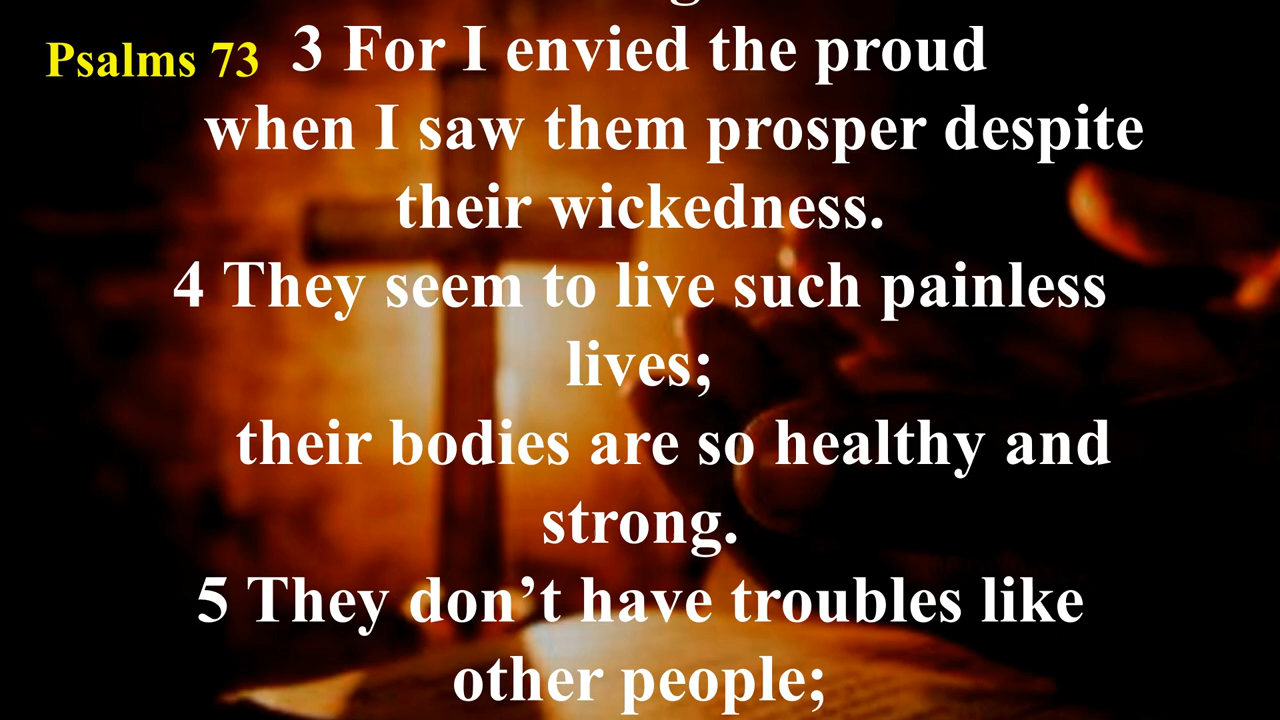 Psalms 73
3 For I envied the proud
when I saw them prosper despite
their wickedness.
4 They seem to live such painless
lives;
their bodies are so healthy and
strong.
5 They don’t have troubles like
other people;